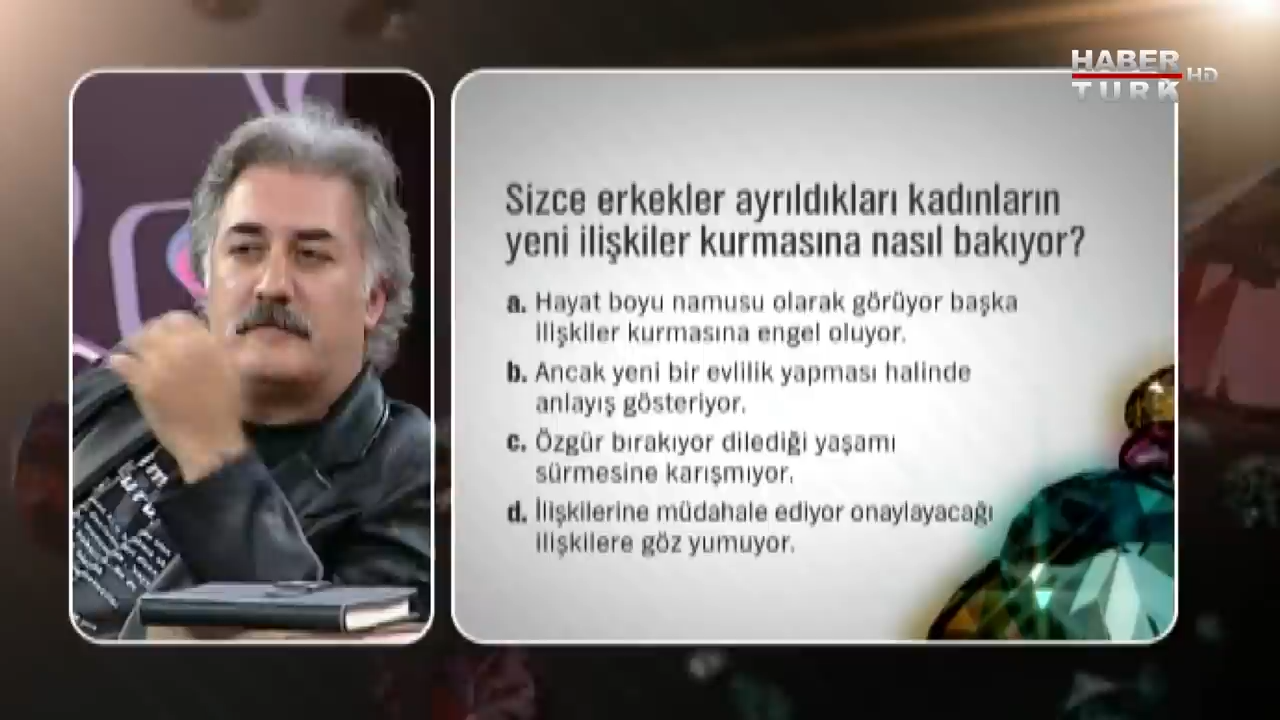 HABER
TURK HD
Sizce erkekler ayrıldıkları kadınların
yeni ilişkiler kurmasına nasıl bakıyor?
a. Hayat boyu namusu olarak görüyor başka
ilişkiler kurmasına engel oluyor.
b. Ancak yeni bir evlilik yapması halinde
anlayış gösteriyor.
c. Özgür bırakıyor dilediği yaşamı
sürmesine karışmıyor.
d. İlişkilerine müdahale ediyor onaylayacağı
ilişkilere göz yumuyor.